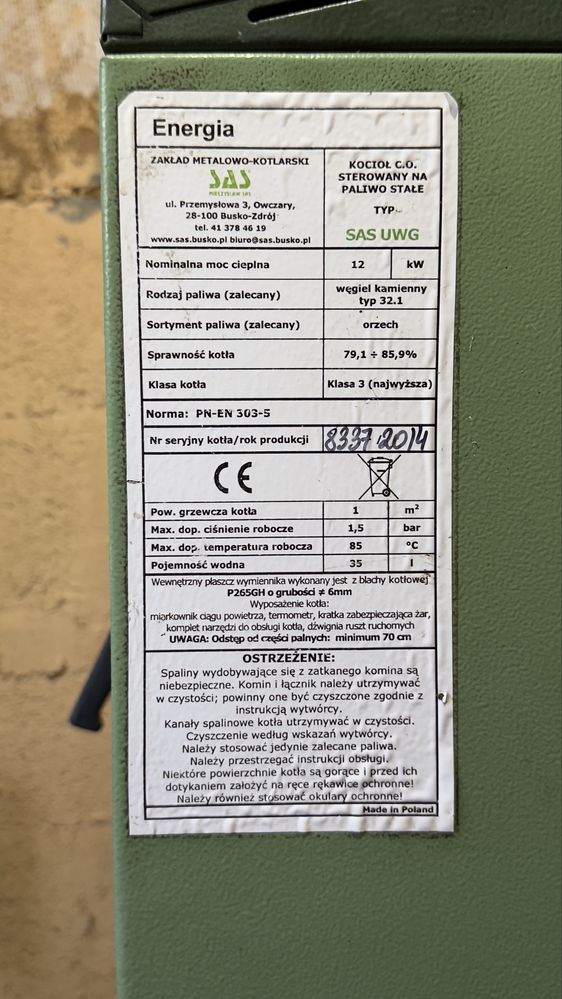 Energia
ZAKŁAD METALOWO-KOTLARSKI
SAS
MIECZYSŁAW SAS
ul. Przemysłowa 3, Owczary,
28-100 Busko-Zdrój
tel. 41 378 46 19
www.sas.busko.pl biuro@sas.busko.pl
KOCIOŁ C.O.
STEROWANY NA
PALIWO STAŁE
TYP
SAS UWG
Nominalna moc cieplna 12 kW
Rodzaj paliwa (zalecany) węgiel kamienny
typ 32.1
Sortyment paliwa (zalecany) orzech
Sprawność kotła 79,1 ÷ 85,9%
Klasa kotła Klasa 3 (najwyższa)
Norma: PN-EN 303-5
Nr seryjny kotła/rok produkcji 8337 2014
CE
Pow. grzewcza kotła 1 m²
Max. dop. ciśnienie robocze 1,5 bar
Max. dop. temperatura robocza 85 °C
Pojemność wodna 35 l
Wewnętrzny płaszcz wymiennika wykonany jest z blachy kotłowej
P265GH o grubości ≠ 6mm
Wyposażenie kotła:
miarkownik ciągu powietrza, termometr, kratka zabezpieczająca żar,
komplet narzędzi do obsługi kotła, dźwignia ruszt ruchomych
UWAGA: Odstęp od części palnych: minimum 70 cm
OSTRZEŻENIE:
Spaliny wydobywające się z zatkanego komina są
niebezpieczne. Komin i łącznik należy utrzymywać
w czystości; powinny one być czyszczone zgodnie z
instrukcją wytwórcy.
Kanały spalinowe kotła utrzymywać w czystości.
Czyszczenie według wskazań wytwórcy.
Należy stosować jedynie zalecane paliwa.
Należy przestrzegać instrukcji obsługi.
Niektóre powierzchnie kotła są gorące i przed ich
dotykaniem założyć na ręce rękawice ochronne!
Należy również stosować okulary ochronne!
Made in Poland